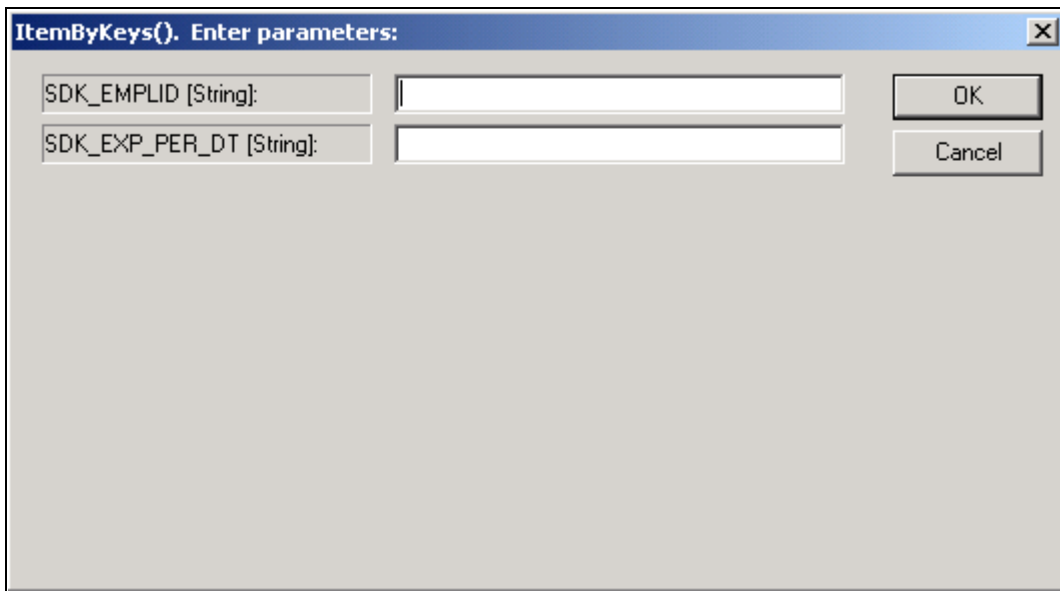 ItemByKeys().  Enter parameters:
SDK_EMPLID [String]:
OK
SDK_EXP_PER_DT [String]:
Cancel